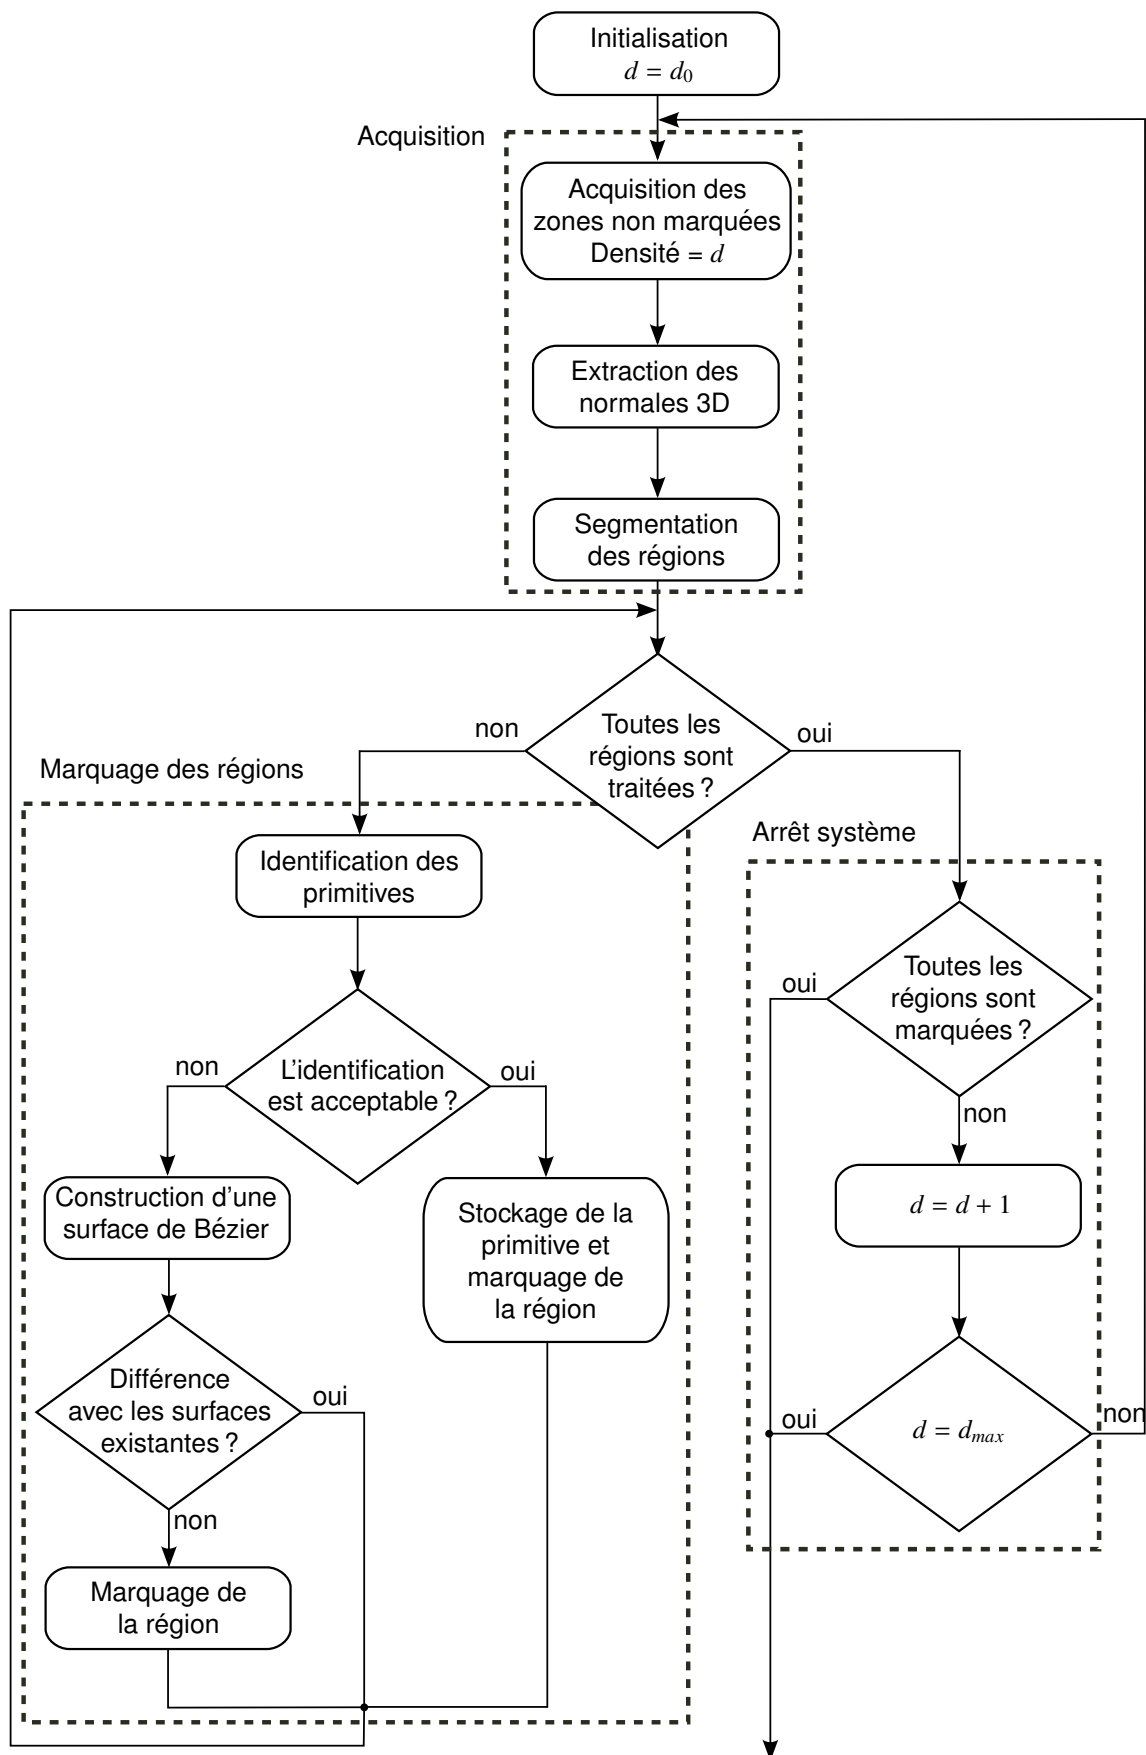 Initialisation
d = d0
Acquisition
Acquisition des
zones non marquées
Densité = d
Extraction des
normales 3D
Segmentation
des régions
non
Toutes les
régions sont
traitées ?
oui
Marquage des régions
Identification des
primitives
non
L'identification
est acceptable ?
oui
Construction d'une
surface de Bézier
Stockage de la
primitive et
marquage de
la région
Différence
avec les surfaces
existantes ?
oui
non
Marquage de
la région
Arrêt système
oui
Toutes les
régions sont
marquées ?
non
d = d + 1
oui
d = dmax
non